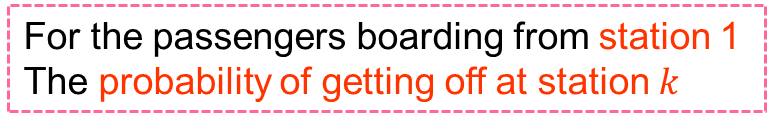 For the passengers boarding from station 1
The probability of getting off at station k